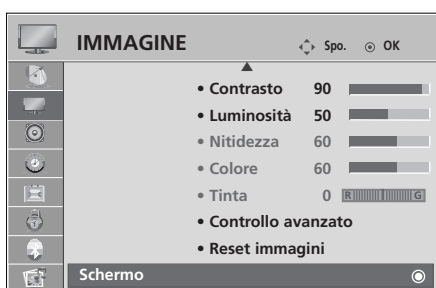 IMMAGINE Spo. OK
• Contrasto 90
• Luminosità 50
• Nitidezza 60
• Colore 60
• Tinta 0 R G
• Controllo avanzato
• Reset immagini
Schermo